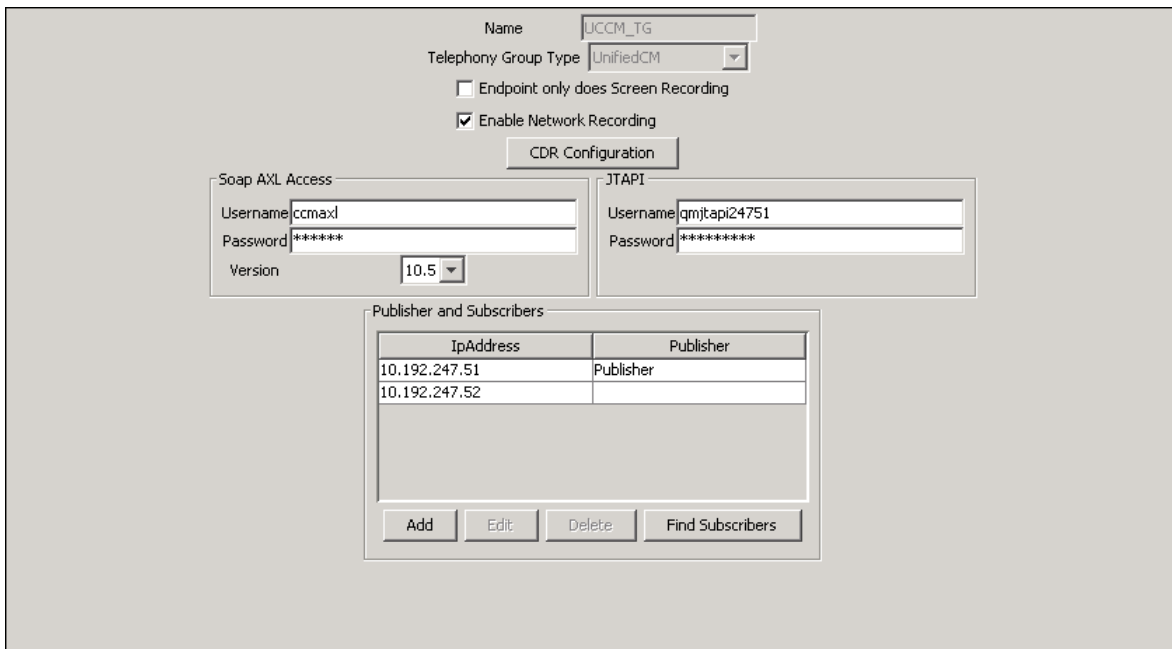 Name UCCM_TG
Telephony Group Type UnifiedCM
Endpoint only does Screen Recording
Enable Network Recording
CDR Configuration
Soap AXL Access
Username ccmaxl
Password ******
Version 10.5
JTAPI
Username qmjtapi24751
Password *********
Publisher and Subscribers
IpAddress Publisher
10.192.247.51 Publisher
10.192.247.52
Add Edit Delete Find Subscribers